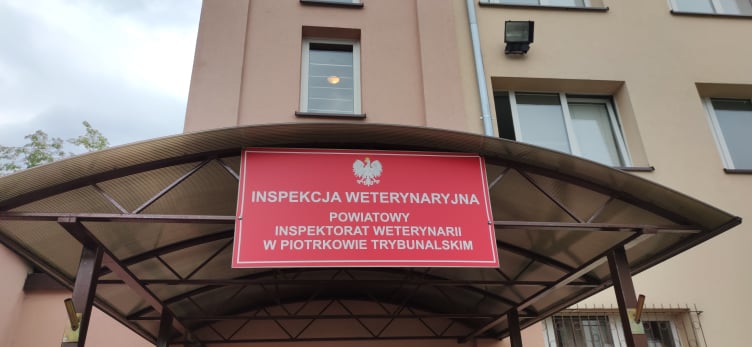 INSPEKCJA WETERYNARYJNA
POWIATOWY
INSPEKTORAT WETERYNARII
W PIOTRKOWIE TRYBUNALSKIM